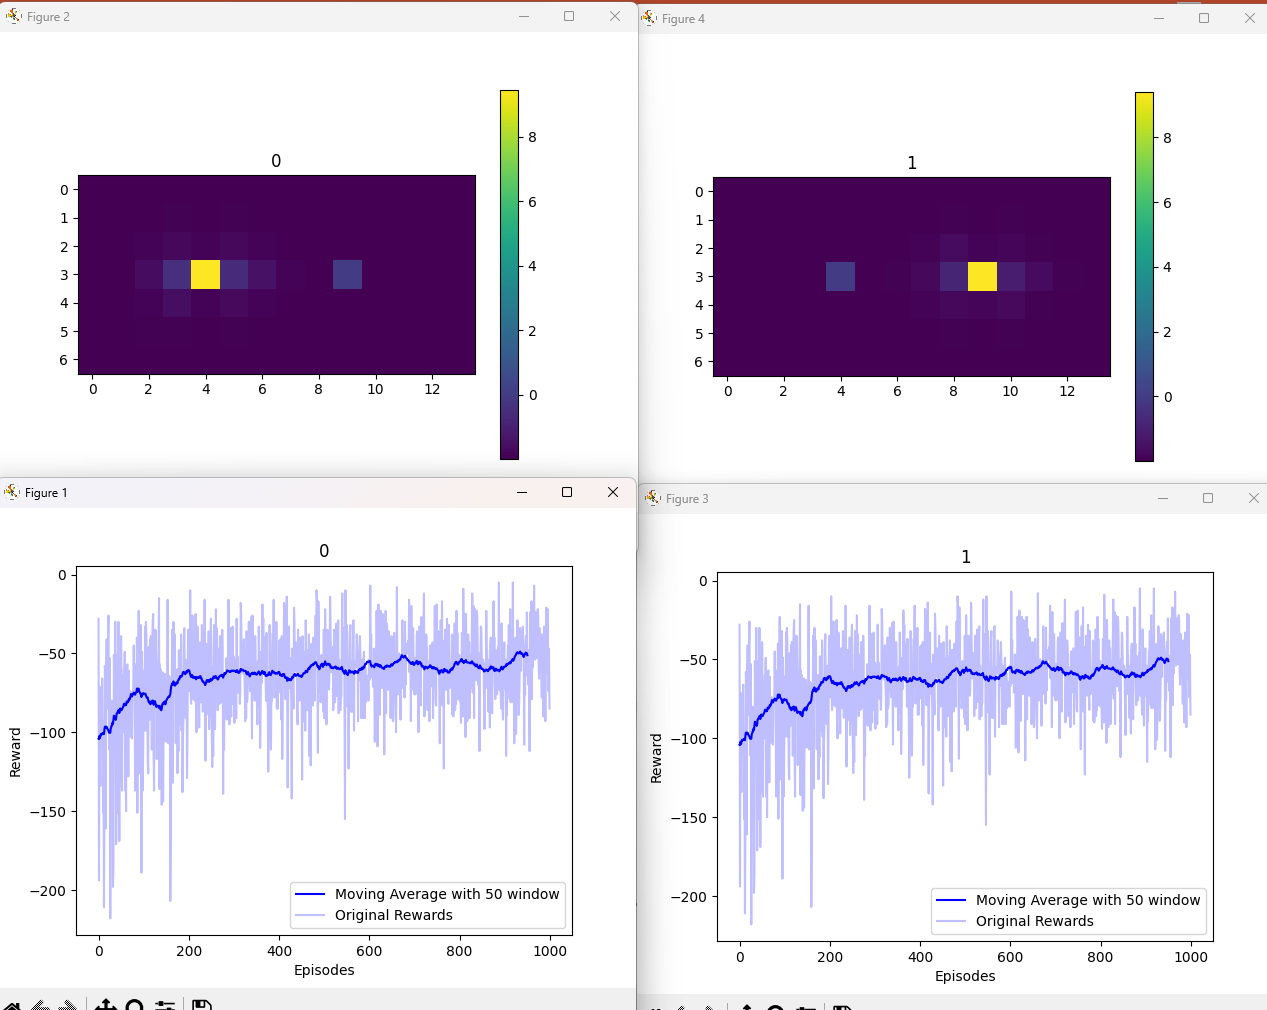 Figure 2
0
0
1
2
3
4
5
6
0 2 4 6 8 10 12
8
6
4
2
0
Figure 4
1
0
1
2
3
4
5
6
0 2 4 6 8 10 12
8
6
4
2
0
Figure 1
0
0
−50
−100
−150
−200
Reward
Moving Average with 50 window
Original Rewards
0 200 400 600 800 1000
Episodes
Figure 3
1
0
−50
−100
−150
−200
Reward
Moving Average with 50 window
Original Rewards
0 200 400 600 800 1000
Episodes